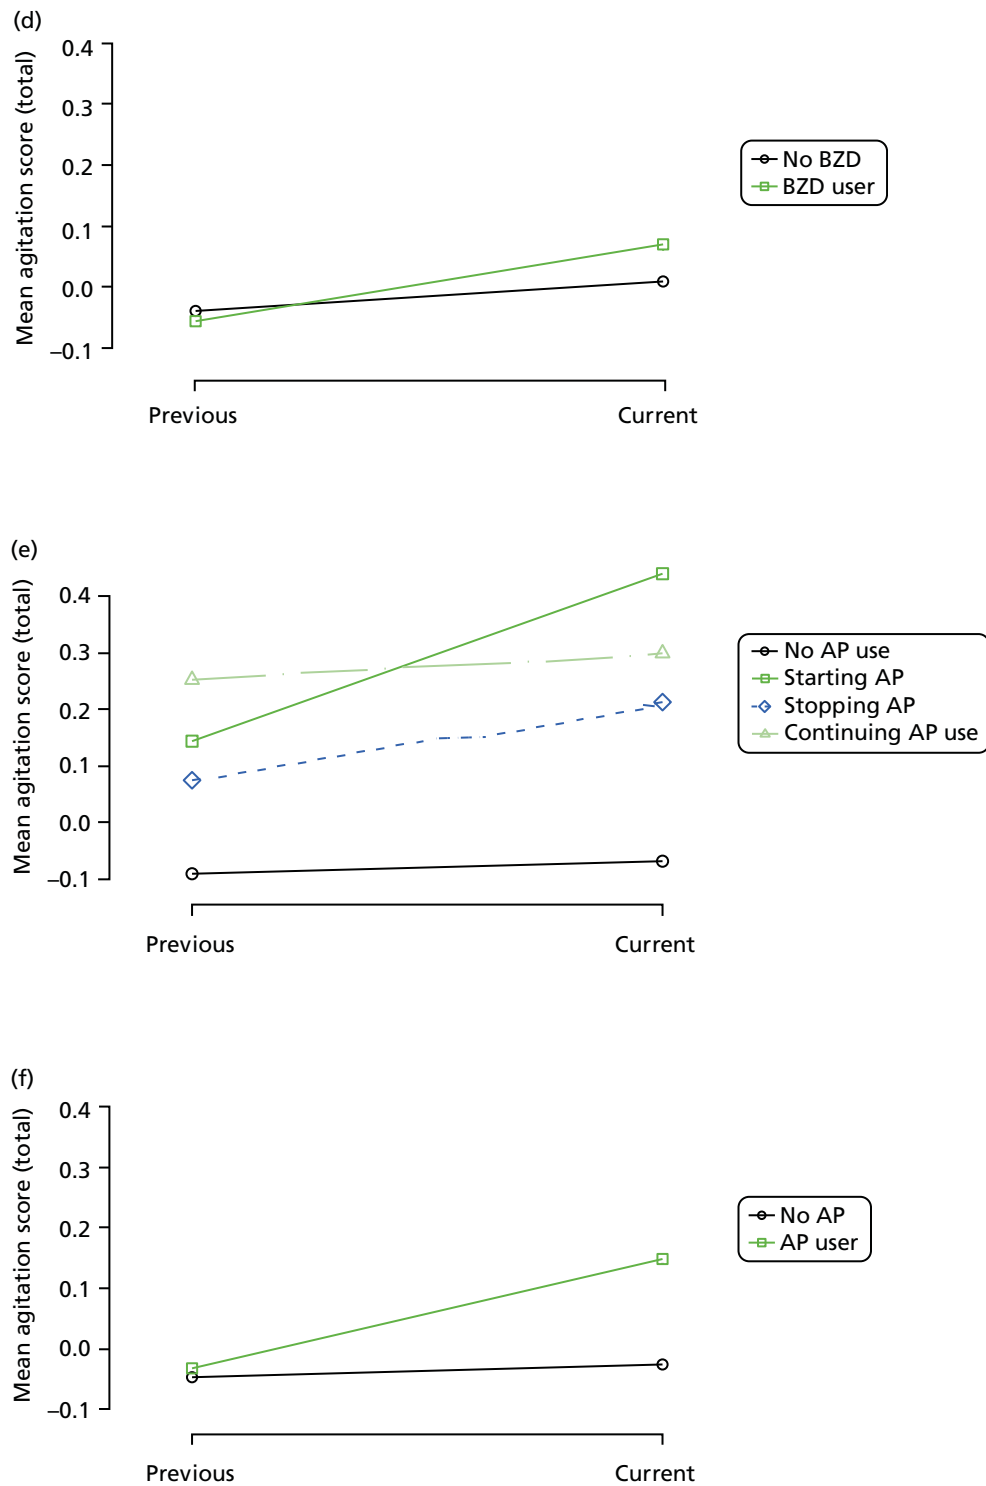 (d)
Mean agitation score (total)
0.4
0.3
0.2
0.1
0.0
–0.1
Previous
Current
No BZD
BZD user
(e)
Mean agitation score (total)
0.4
0.3
0.2
0.1
0.0
–0.1
Previous
Current
No AP use
Starting AP
Stopping AP
Continuing AP use
(f)
Mean agitation score (total)
0.4
0.3
0.2
0.1
0.0
–0.1
Previous
Current
No AP
AP user